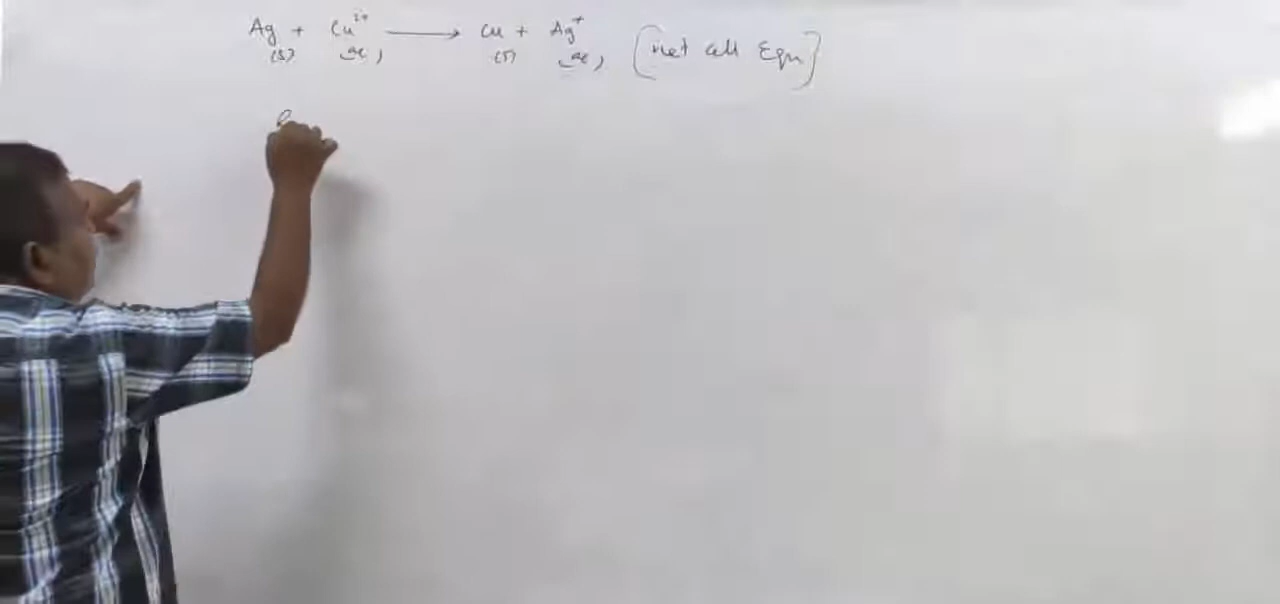 Ag + Cu²⁺ ⟶ Cu + Ag⁺ [net cell Eqn]
(s) (aq) (s) (aq)